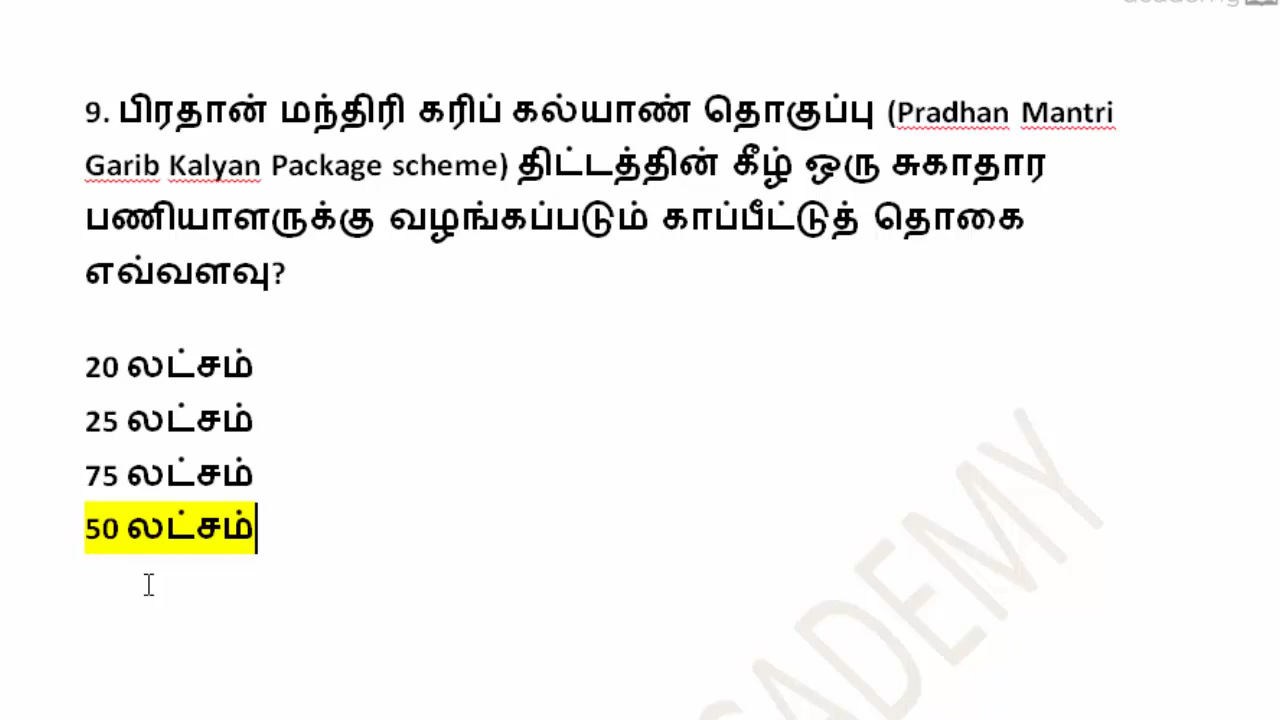 9. பிரதான் மந்திரி கரிப் கல்யாண் தொகுப்பு (Pradhan Mantri
Garib Kalyan Package scheme) திட்டத்தின் கீழ் ஒரு சுகாதார
பணியாளருக்கு வழங்கப்படும் காப்பீட்டுத் தொகை
எவ்வளவு?
20 லட்சம்
25 லட்சம்
75 லட்சம்
50 லட்சம்